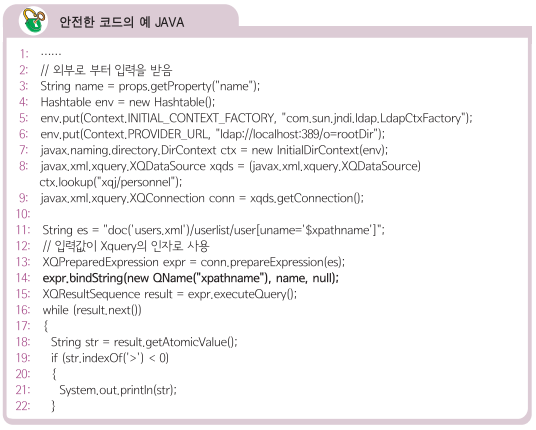 안전한 코드의 예 JAVA
1: ……
2: // 외부로 부터 입력을 받음
3: String name = props.getProperty("name");
4: Hashtable env = new Hashtable();
5: env.put(Context.INITIAL_CONTEXT_FACTORY, "com.sun.jndi.ldap.LdapCtxFactory");
6: env.put(Context.PROVIDER_URL, "ldap://localhost:389/o=rootDir");
7: javax.naming.directory.DirContext ctx = new InitialDirContext(env);
8: javax.xml.xquery.XQDataSource xqds = (javax.xml.xquery.XQDataSource)
ctx.lookup("xqj/personnel");
9: javax.xml.xquery.XQConnection conn = xqds.getConnection();
10:
11: String es = "doc('users.xml')/userlist/user[uname='$xpathname']";
12: // 입력값이 Xquery의 인자로 사용
13: XQPreparedExpression expr = conn.prepareExpression(es);
14: expr.bindString(new QName("xpathname"), name, null);
15: XQResultSequence result = expr.executeQuery();
16: while (result.next())
17: {
18: String str = result.getAtomicValue();
19: if (str.indexOf('>') < 0)
20: {
21: System.out.println(str);
22: }